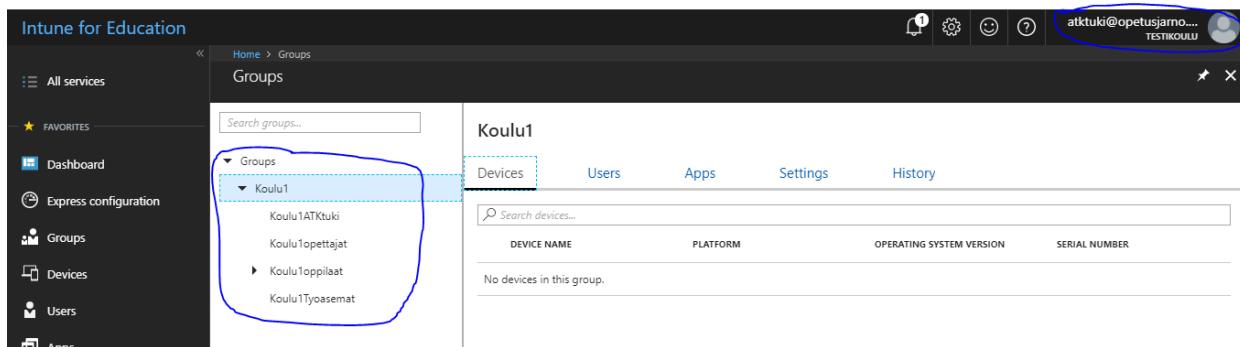 Intune for Education
1
atktuki@opetusjarno....
TESTIKOULU
Home > Groups
Groups
All services
FAVORITES
Dashboard
Express configuration
Groups
Devices
Users
Apps
Search groups...
Groups
Koulu1
Koulu1ATKtuki
Koulu1opettajat
Koulu1oppilaat
Koulu1Tyoasemat
Koulu1
Devices Users Apps Settings History
Search devices...
DEVICE NAME PLATFORM OPERATING SYSTEM VERSION SERIAL NUMBER
No devices in this group.